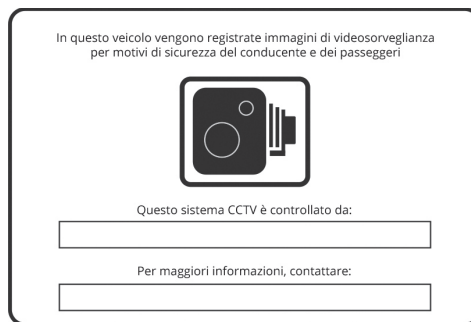 In questo veicolo vengono registrate immagini di videosorveglianza
per motivi di sicurezza del conducente e dei passeggeri
Questo sistema CCTV è controllato da:
Per maggiori informazioni, contattare: